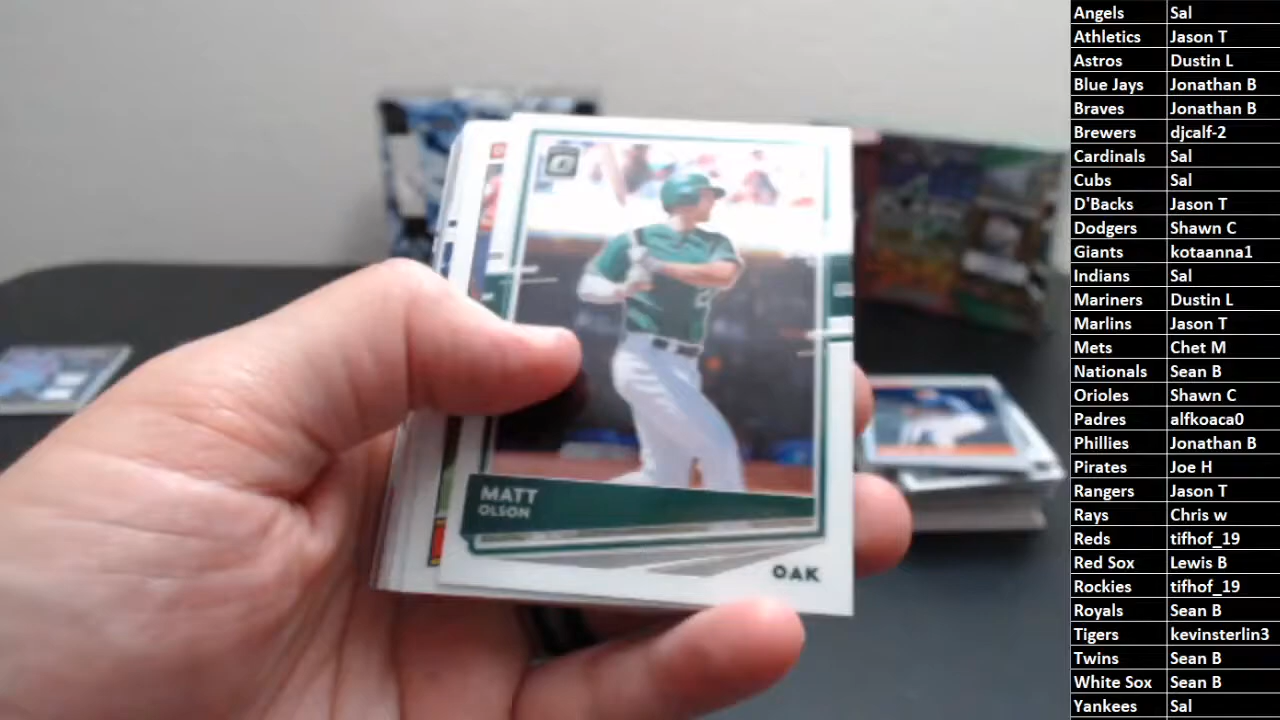 MATT
OLSON
OAK
Angels Sal
Athletics Jason T
Astros Dustin L
Blue Jays Jonathan B
Braves Jonathan B
Brewers djcalf-2
Cardinals Sal
Cubs Sal
D'Backs Jason T
Dodgers Shawn C
Giants kotaanna1
Indians Sal
Mariners Dustin L
Marlins Jason T
Mets Chet M
Nationals Sean B
Orioles Shawn C
Padres alfkoaca0
Phillies Jonathan B
Pirates Joe H
Rangers Jason T
Rays Chris w
Reds tifhof_19
Red Sox Lewis B
Rockies tifhof_19
Royals Sean B
Tigers kevinsterlin3
Twins Sean B
White Sox Sean B
Yankees Sal